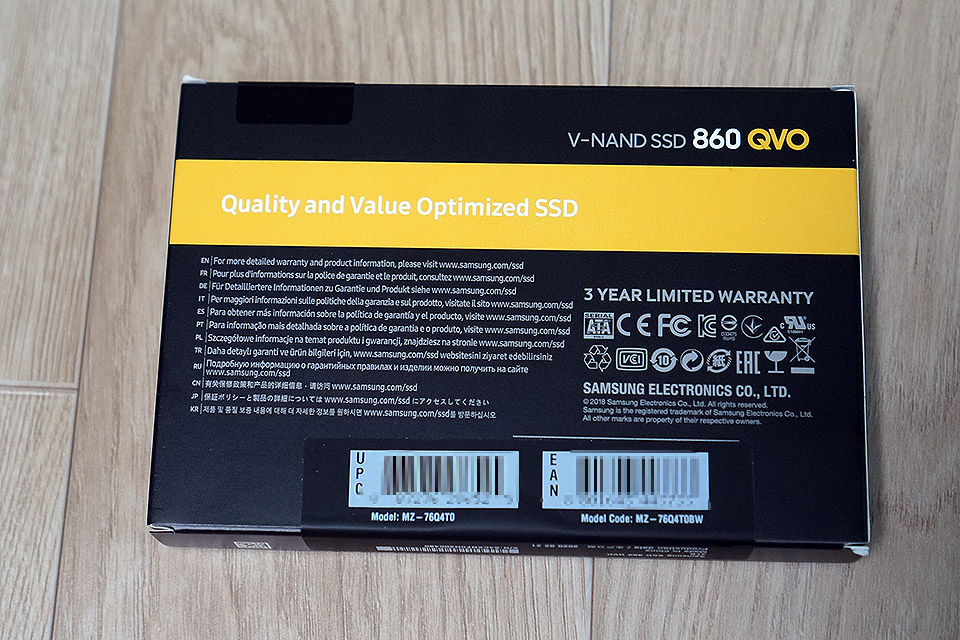 V-NAND SSD 860 QVO
Quality and Value Optimized SSD
EN For more detailed warranty and product information, please visit www.samsung.com/ssd
FR Pour plus d'informations sur la police de garantie et le produit, consultez www.samsung.com/ssd
DE Für Detailliertere Informationen zu Garantie und Produkt siehe www.samsung.com/ssd
IT Per maggiori informazioni sulle politiche della garanzia e sul prodotto, visitate il sito www.samsung.com/ssd
ES Para obtener más información sobre la política de garantía y el producto, visite www.samsung.com/ssd
PT Para informação mais detalhada sobre a política de garantia e o produto, visite www.samsung.com/ssd
PL Szczegółowe informacje na temat produktu i gwarancji, znajdziesz na stronie www.samsung.com/ssd
TR Daha detaylı garanti ve ürün bilgileri için, www.samsung.com/ssd websitesini ziyaret edebilirsiniz
RU Подробную информацию о гарантийных правилах и изделии можно получить на сайте
www.samsung.com/ssd
CN 有关保修政策和产品的详细信息，请访问 www.samsung.com/ssd
JP 保証ポリシーと製品の詳細については www.samsung.com/ssd にアクセスしてください
KR 제품 및 품질 보증 내용에 대해 더 자세한 정보를 원하시면 www.samsung.com/ssd를 방문하십시오
3 YEAR LIMITED WARRANTY
SERIAL ATA CE FC KC US
VCI 10 紙 EAC
SAMSUNG ELECTRONICS CO., LTD.
© 2018 Samsung Electronics Co., Ltd. All rights reserved.
Samsung is the registered trademark of Samsung Electronics Co., Ltd.
All other marks are property of their respective owners.
UPC
Model: MZ-76Q4T0
EAN
Model Code: MZ-76Q4T0BW